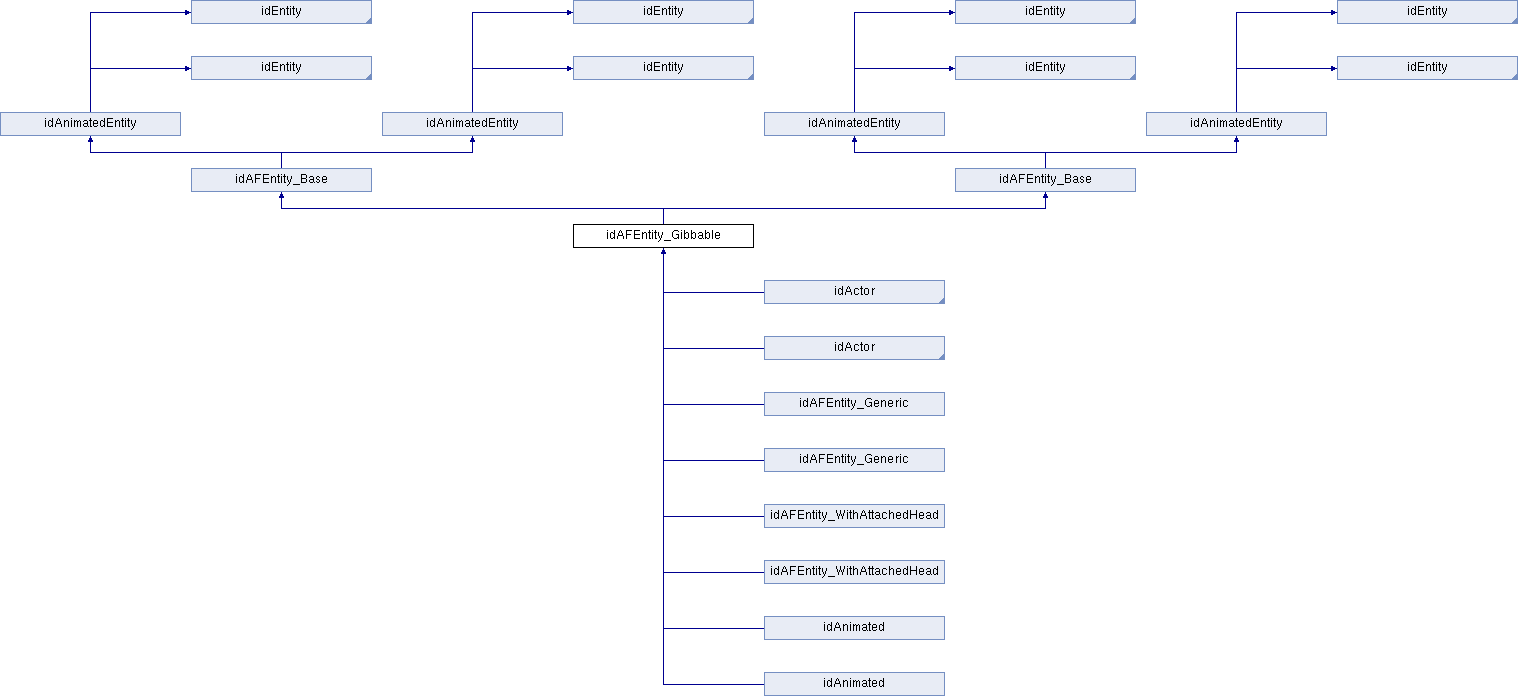 idEntity
idEntity
idEntity
idEntity
idEntity
idEntity
idEntity
idEntity
idAnimatedEntity
idAnimatedEntity
idAnimatedEntity
idAnimatedEntity
idAFEntity_Base
idAFEntity_Base
idAFEntity_Gibbable
idActor
idActor
idAFEntity_Generic
idAFEntity_Generic
idAFEntity_WithAttachedHead
idAFEntity_WithAttachedHead
idAnimated
idAnimated